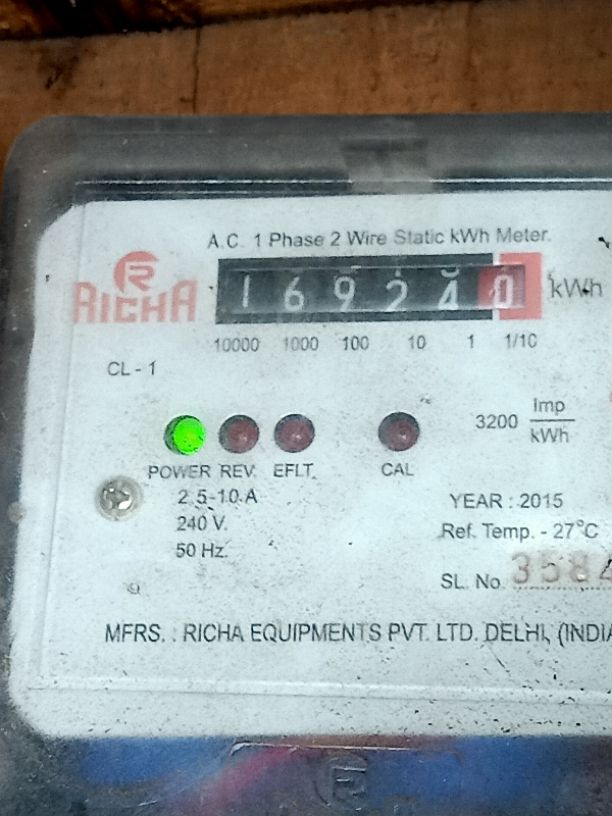 A.C. 1 Phase 2 Wire Static kWh Meter.
RICHA
1 6 9 2 4 0 kWh
10000 1000 100 10 1 1/10
CL - 1
3200 Imp/kWh
POWER REV. EFLT. CAL
2.5-10 A
240 V.
50 Hz.
YEAR : 2015
Ref. Temp. - 27°C
SL. No. 3584
MFRS. : RICHA EQUIPMENTS PVT. LTD. DELHI, (INDIA
R